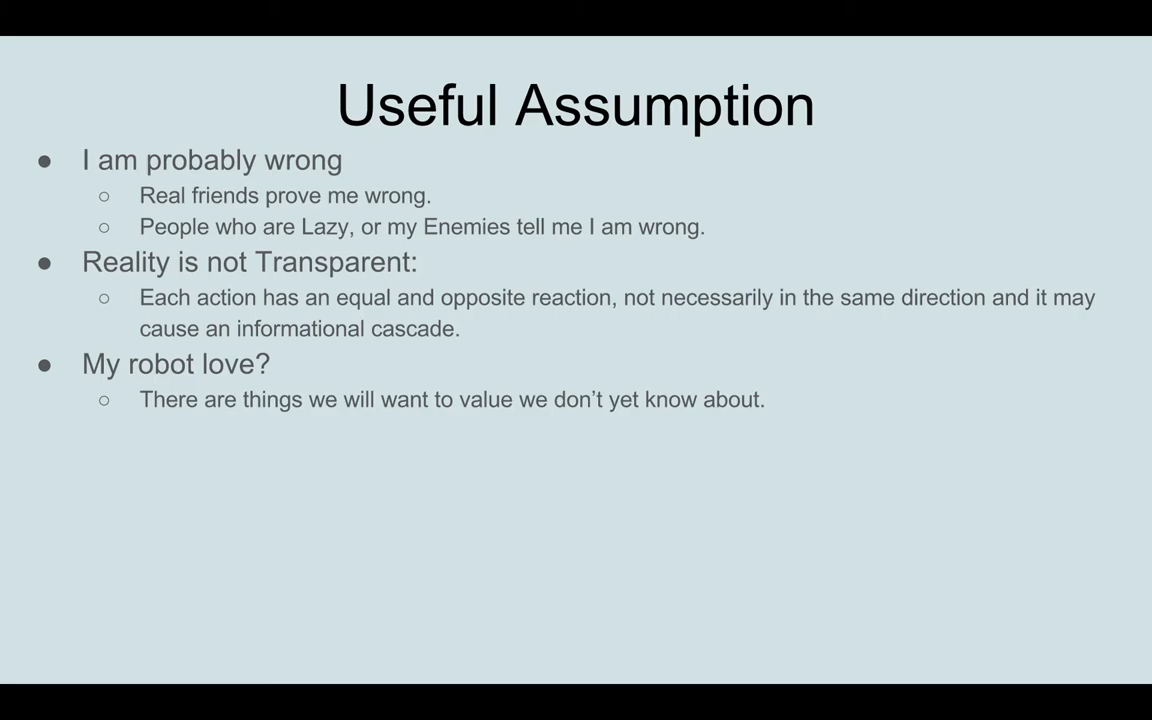 Useful Assumption
● I am probably wrong
○ Real friends prove me wrong.
○ People who are Lazy, or my Enemies tell me I am wrong.
● Reality is not Transparent:
○ Each action has an equal and opposite reaction, not necessarily in the same direction and it may
cause an informational cascade.
● My robot love?
○ There are things we will want to value we don’t yet know about.